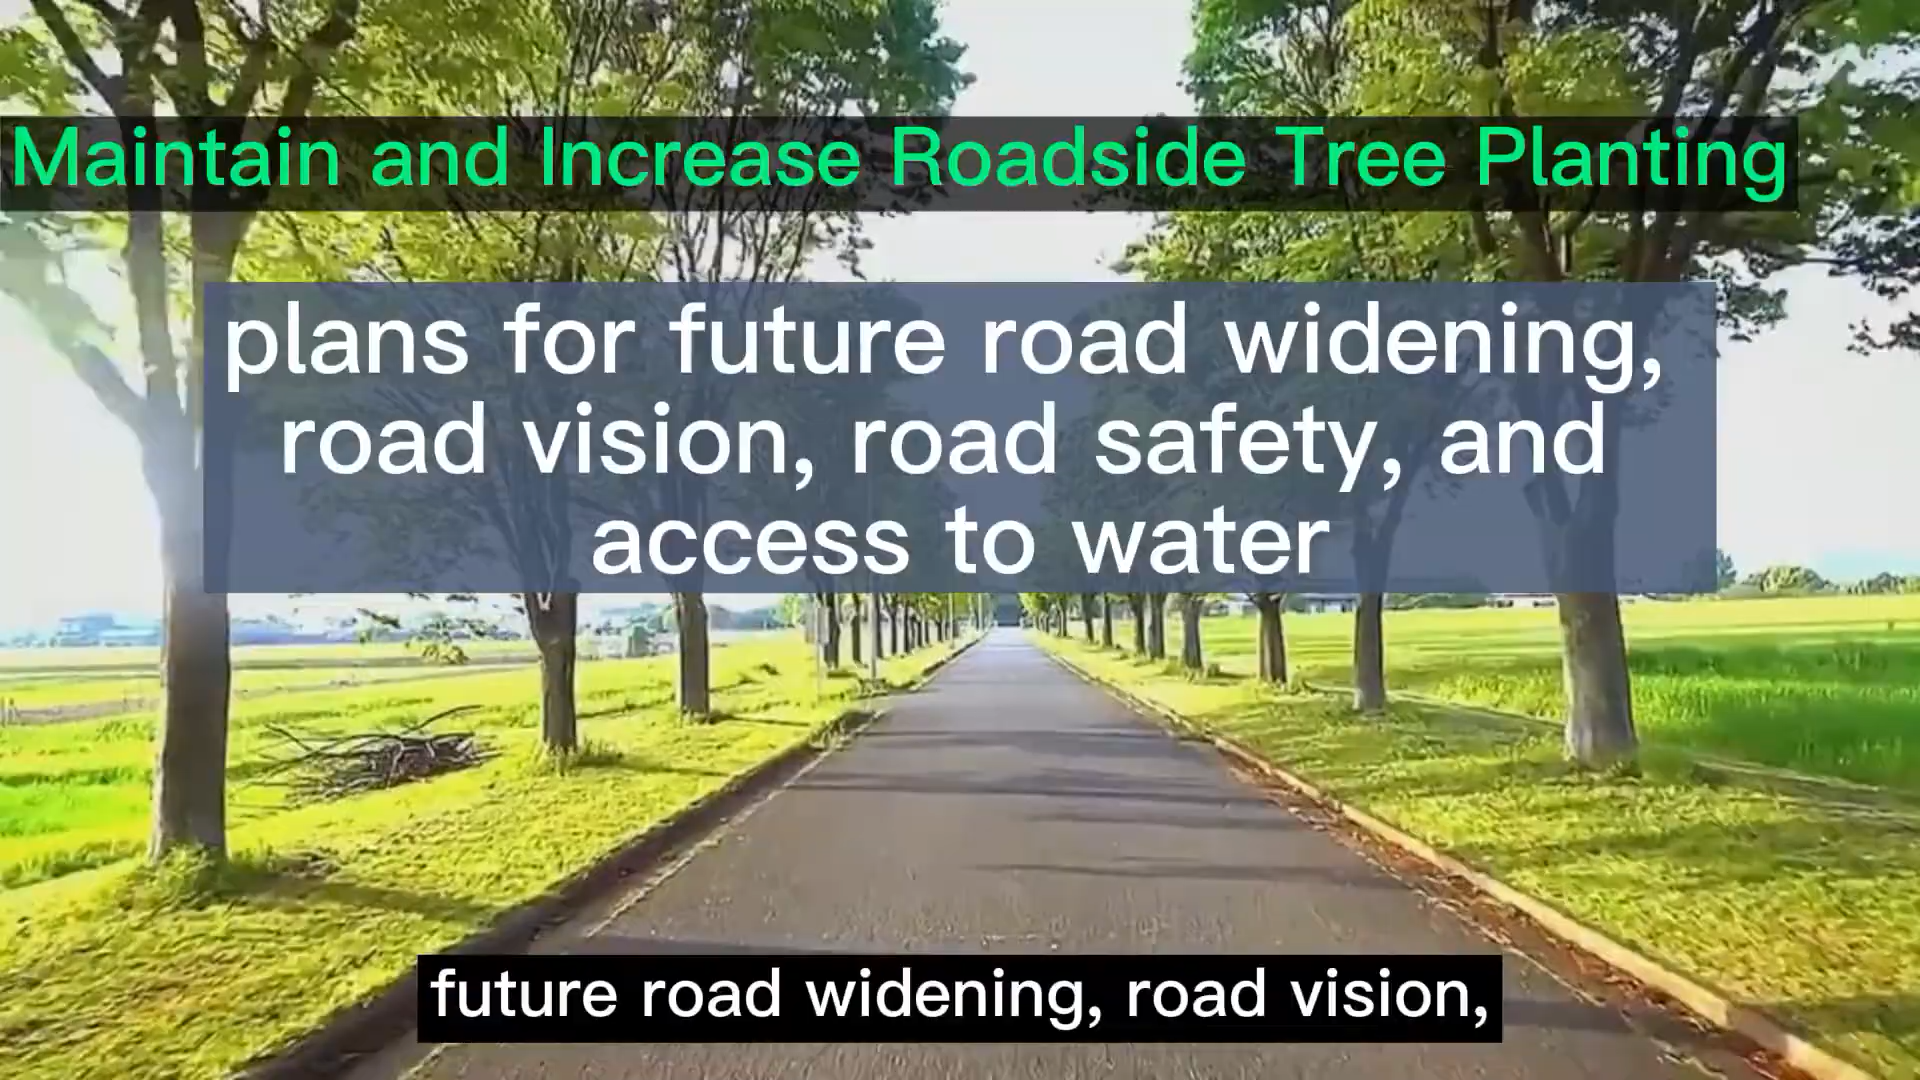 Maintain and Increase Roadside Tree Planting
plans for future road widening,
road vision, road safety, and
access to water
future road widening, road vision,